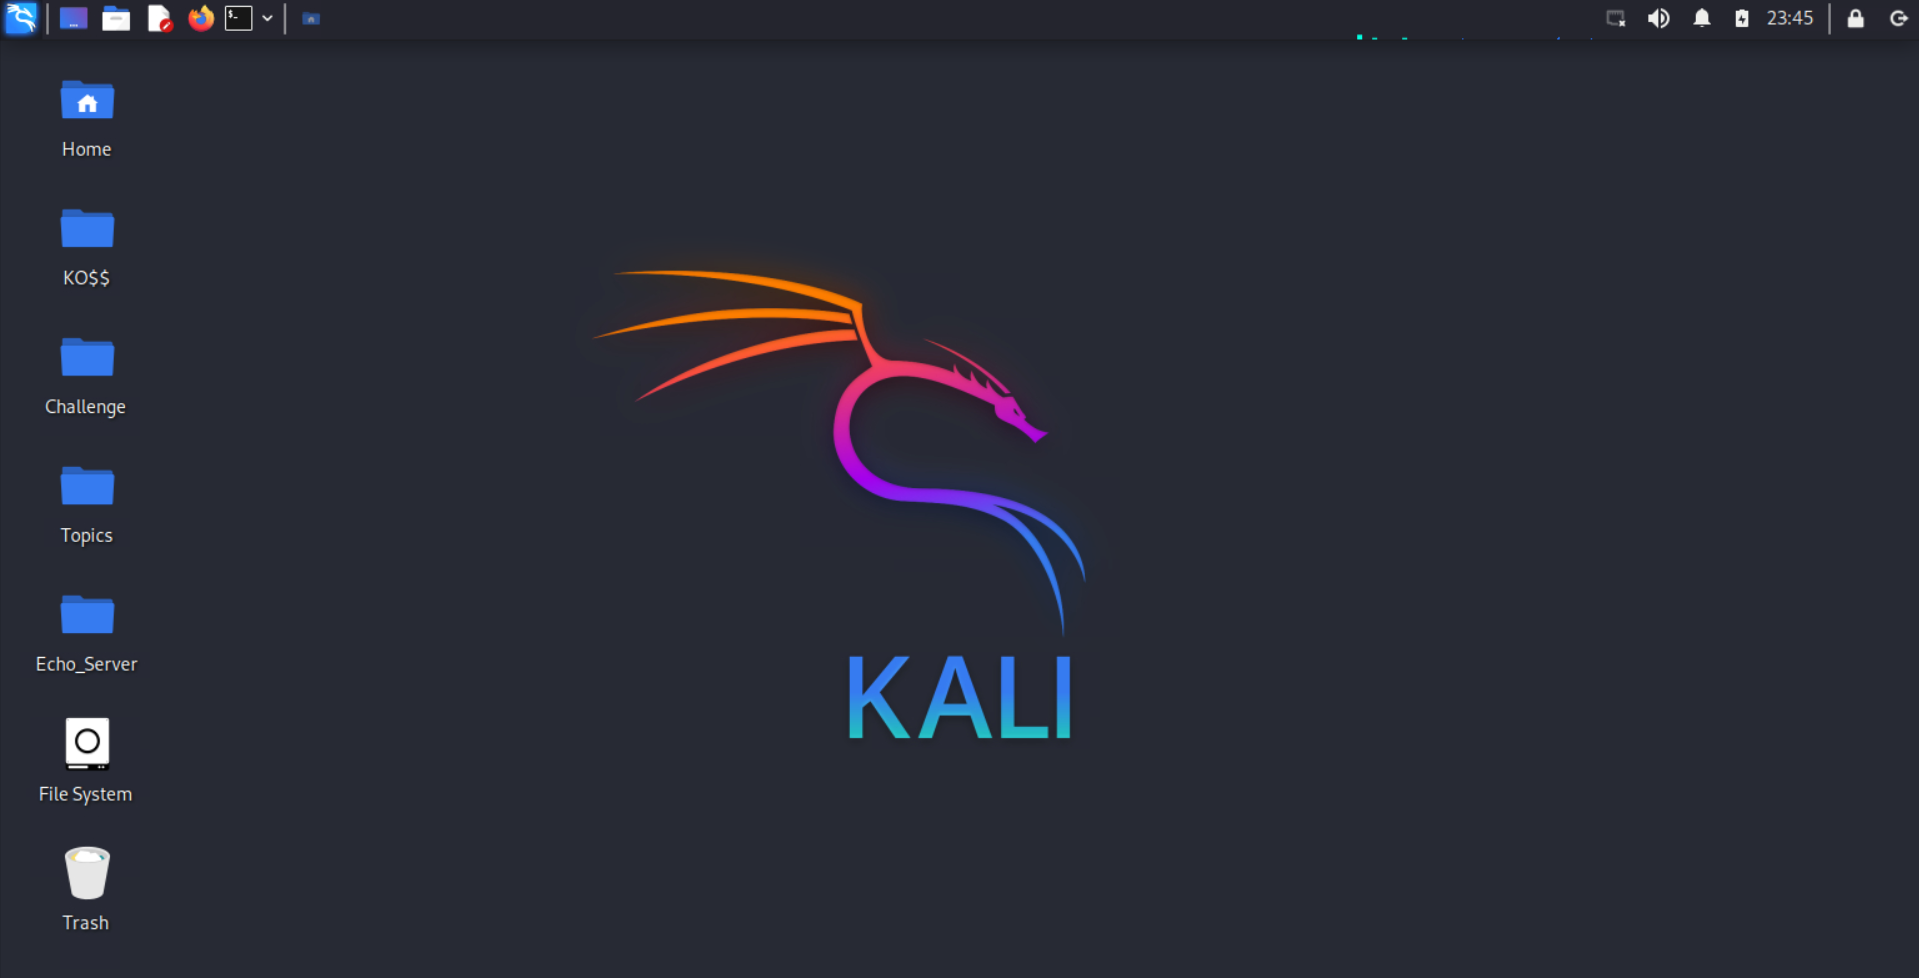 $-
23:45
Home
KO$$
Challenge
Topics
Echo_Server
File System
Trash
KALI